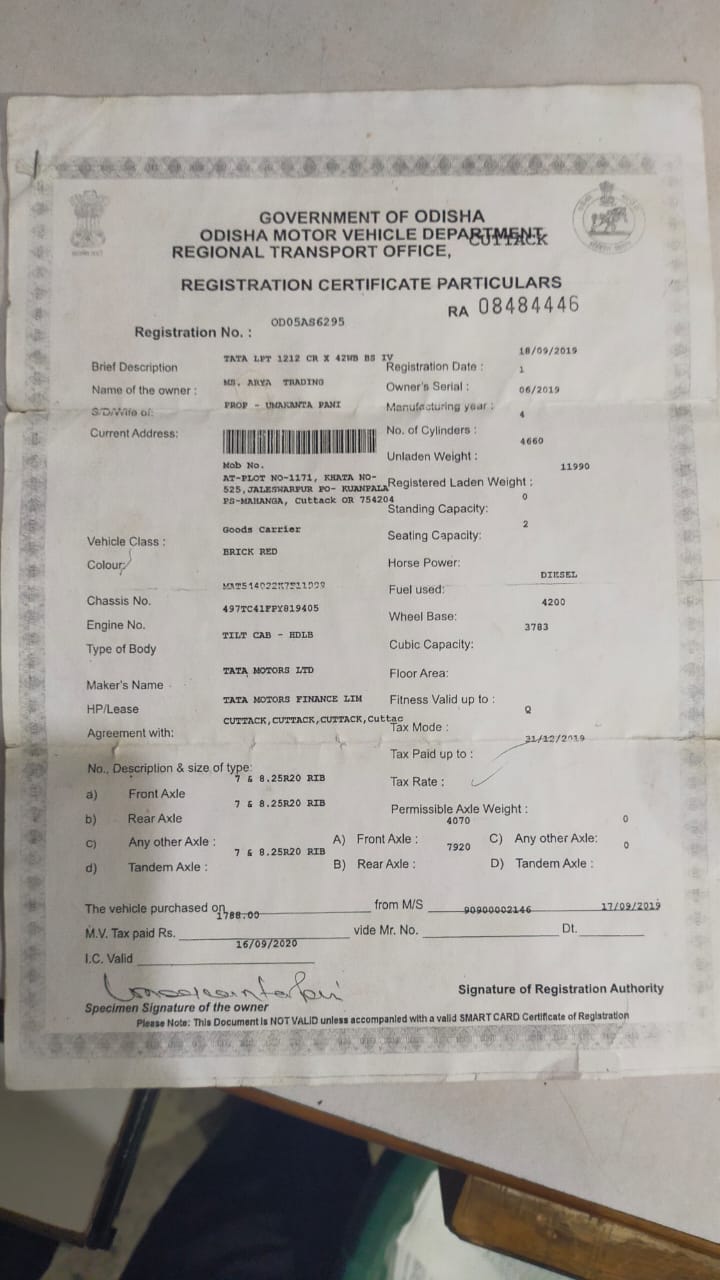 GOVERNMENT OF ODISHA
ODISHA MOTOR VEHICLE DEPARTMENT
REGIONAL TRANSPORT OFFICE, CUTTACK
REGISTRATION CERTIFICATE PARTICULARS
RA 08484446
Registration No. : OD05AS6295
Brief Description TATA LPT 1212 CR X 42WB BS IV
Registration Date : 18/09/2019
Name of the owner : MS. ARYA TRADING
Owner's Serial : 1
S/D/Wife of: PROP - UMAKANTA PANI
Manufacturing year : 06/2019
Current Address:
No. of Cylinders : 4
Unladen Weight : 4660
Mob No.
AT-PLOT NO-1171, KHATA NO-
525,JALESWARPUR PO- KUANPALA
PS-MAHANGA, Cuttack OR 754204
Registered Laden Weight : 11990
Standing Capacity: 0
Vehicle Class : Goods Carrier
Seating Capacity: 2
Colour BRICK RED
Horse Power:
Chassis No.
Fuel used: DIESEL
Engine No. 497TC41FPX819405
Wheel Base: 4200
Type of Body TILT CAB - HDLB
Cubic Capacity: 3783
Maker's Name TATA MOTORS LTD
Floor Area:
HP/Lease TATA MOTORS FINANCE LIM
Fitness Valid up to :
Agreement with: CUTTACK,CUTTACK,CUTTACK,Cuttac
Tax Mode : Q
Tax Paid up to : 31/12/2019
No., Description & size of type:
Tax Rate :
a) Front Axle 7 & 8.25R20 RIB
b) Rear Axle 7 & 8.25R20 RIB
Permissible Axle Weight :
c) Any other Axle :
A) Front Axle : 4070 C) Any other Axle: 0
d) Tandem Axle : 7 & 8.25R20 RIB
B) Rear Axle : 7920 D) Tandem Axle : 0
The vehicle purchased on from M/S
M.V. Tax paid Rs. 1788.00 vide Mr. No. 90900002146 Dt. 17/09/2019
I.C. Valid 16/09/2020
Signature of Registration Authority
Specimen Signature of the owner
Please Note: This Document is NOT VALID unless accompanied with a valid SMART CARD Certificate of Registration